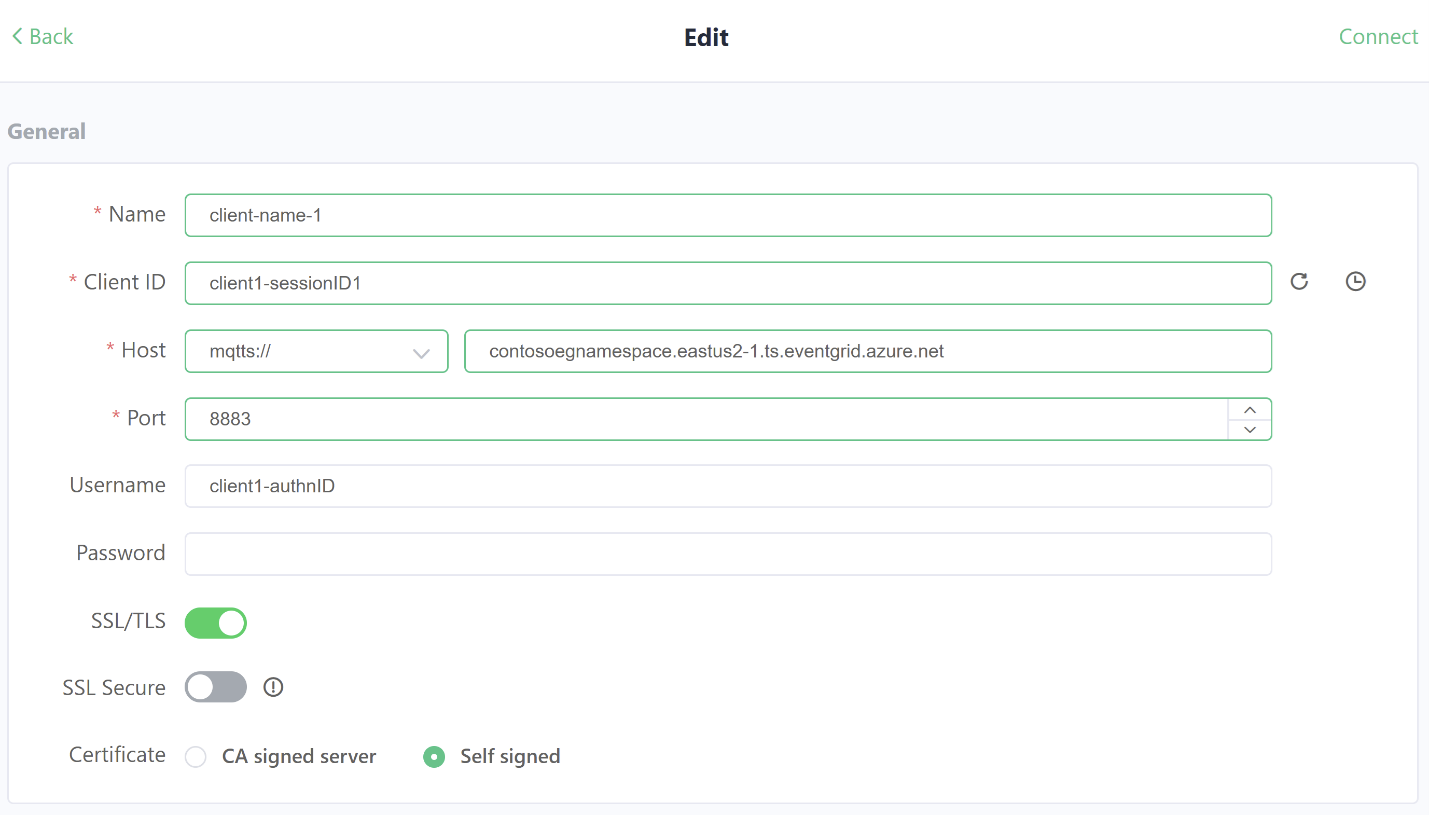 Back Edit Connect
General
* Name client-name-1
* Client ID client1-sessionID1
* Host mqtts:// contosoegnamespace.eastus2-1.ts.eventgrid.azure.net
* Port 8883
Username client1-authnID
Password
SSL/TLS
SSL Secure
Certificate CA signed server Self signed